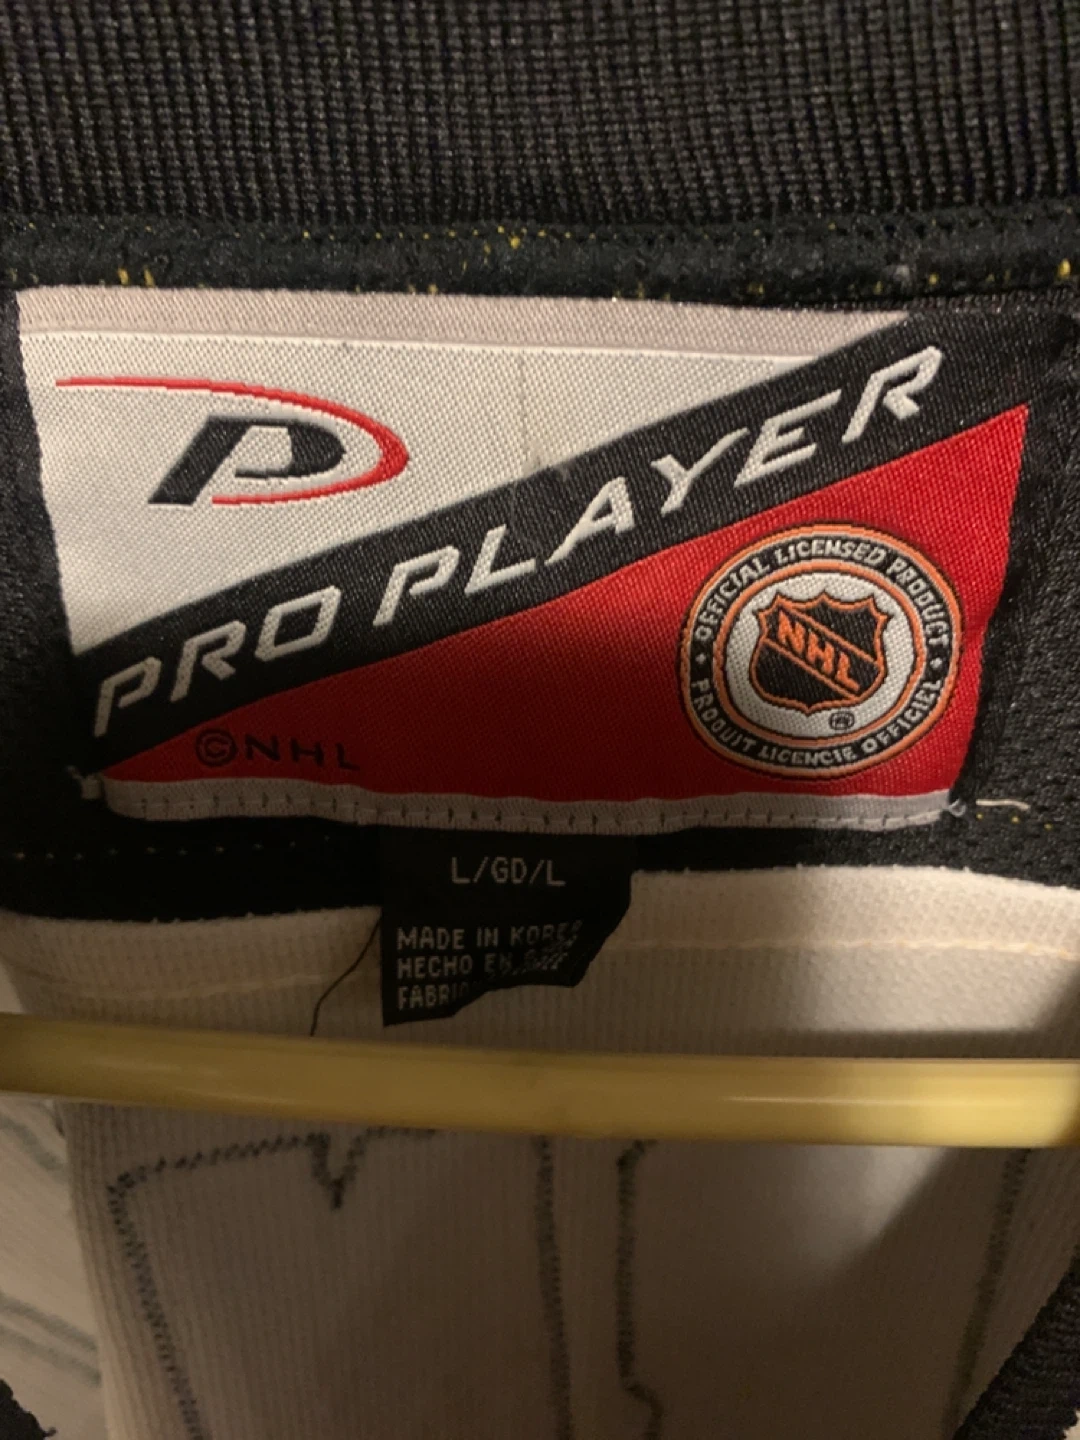 P
PRO PLAYER
©NHL
OFFICIAL LICENSED PRODUCT
NHL
PRODUIT LICENCIE OFFICIEL
L/GD/L
MADE IN KOREA
HECHO EN